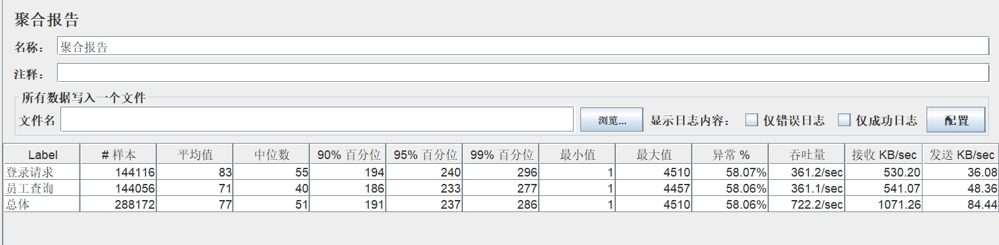 聚合报告
名称： 聚合报告
注释：
所有数据写入一个文件
文件名 浏览... 显示日志内容： 仅错误日志 仅成功日志 配置
Label # 样本 平均值 中位数 90% 百分位 95% 百分位 99% 百分位 最小值 最大值 异常 % 吞吐量 接收 KB/sec 发送 KB/sec
登录请求 144116 83 55 194 240 296 1 4510 58.07% 361.2/sec 530.20 36.08
员工查询 144056 71 40 186 233 277 1 4457 58.06% 361.1/sec 541.07 48.36
总体 288172 77 51 191 237 286 1 4510 58.06% 722.2/sec 1071.26 84.44